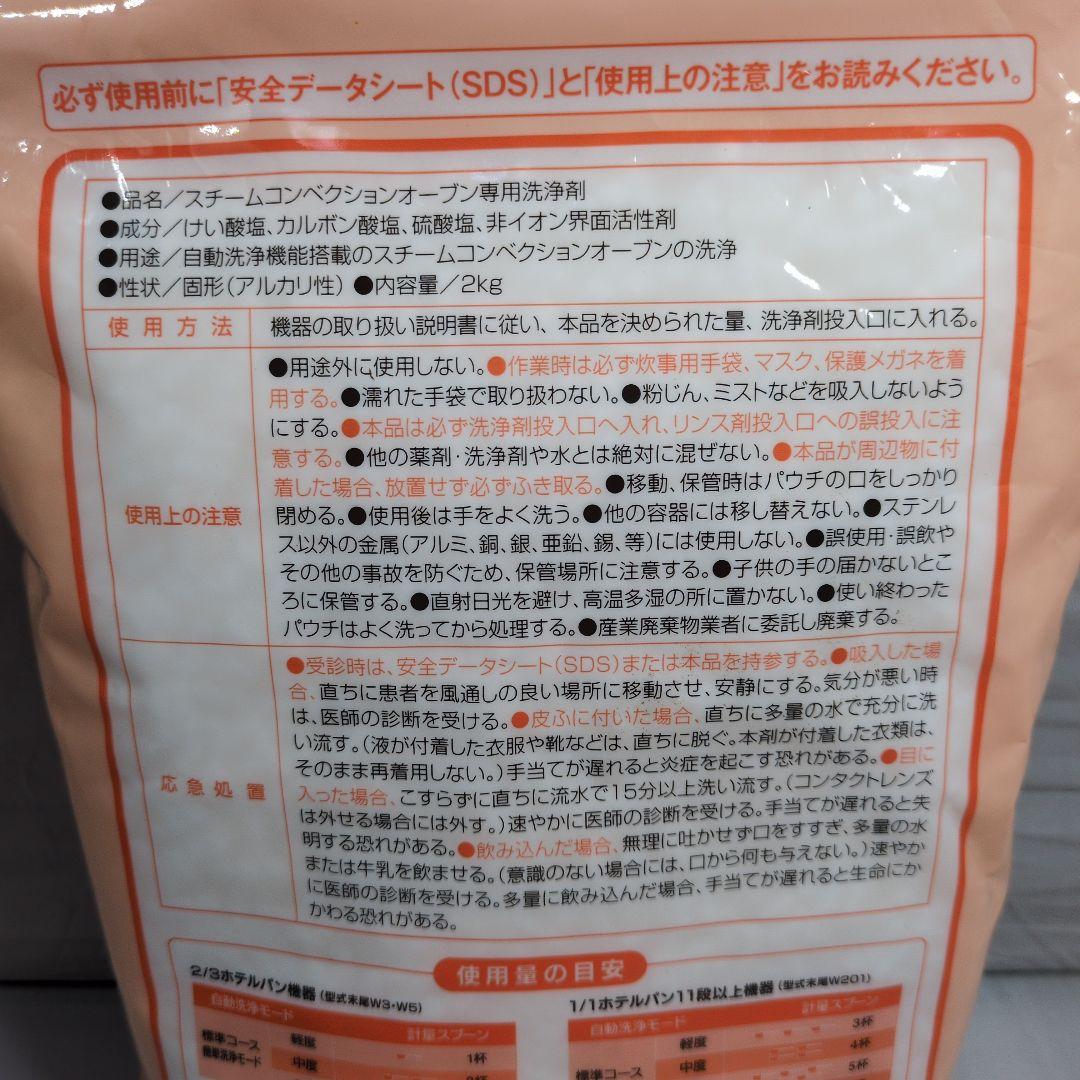 必ず使用前に「安全データシート(SDS)」と「使用上の注意」をお読みください。
●品名/スチームコンベクションオーブン専用洗浄剤
●成分/けい酸塩、カルボン酸塩、硫酸塩、非イオン界面活性剤
●用途/自動洗浄機能搭載のスチームコンベクションオーブンの洗浄
●性状/固形(アルカリ性) ●内容量/2kg
使用方法 機器の取り扱い説明書に従い、本品を決められた量、洗浄剤投入口に入れる。
使用上の注意
●用途外に使用しない。●作業時は必ず炊事用手袋、マスク、保護メガネを着
用する。●濡れた手袋で取り扱わない。●粉じん、ミストなどを吸入しないよう
にする。●本品は必ず洗浄剤投入口へ入れ、リンス剤投入口への誤投入に注
意する。●他の薬剤・洗浄剤や水とは絶対に混ぜない。●本品が周辺物に付
着した場合、放置せず必ずふき取る。●移動、保管時はパウチの口をしっかり
閉める。●使用後は手をよく洗う。●他の容器には移し替えない。●ステンレ
ス以外の金属(アルミ、銅、銀、亜鉛、錫、等)には使用しない。●誤使用・誤飲や
その他の事故を防ぐため、保管場所に注意する。●子供の手の届かないとこ
ろに保管する。●直射日光を避け、高温多湿の所に置かない。●使い終わった
パウチはよく洗ってから処理する。●産業廃棄物業者に委託し廃棄する。
応急処置
●受診時は、安全データシート(SDS)または本品を持参する。●吸入した場
合、直ちに患者を風通しの良い場所に移動させ、安静にする。気分が悪い時
は、医師の診断を受ける。●皮ふに付いた場合、直ちに多量の水で充分に洗
い流す。(液が付着した衣服や靴などは、直ちに脱ぐ。本剤が付着した衣類は、
そのまま再着用しない。)手当てが遅れると炎症を起こす恐れがある。●目に
入った場合、こすらずに直ちに流水で15分以上洗い流す。(コンタクトレンズ
は外せる場合には外す。)速やかに医師の診断を受ける。手当てが遅れると失
明する恐れがある。●飲み込んだ場合、無理に吐かせず口をすすぎ、多量の水
または牛乳を飲ませる。(意識のない場合には、口から何も与えない。)速やか
に医師の診断を受ける。多量に飲み込んだ場合、手当てが遅れると生命にか
かわる恐れがある。
使用量の目安
2/3ホテルパン機器(型式末尾W3・W5)
自動洗浄モード 計量スプーン
標準コース 軽度 1杯
簡単洗浄モード 中度
1/1ホテルパン11段以上機器(型式末尾W201)
自動洗浄モード 計量スプーン
軽度 3杯
中度 4杯
標準コース 5杯